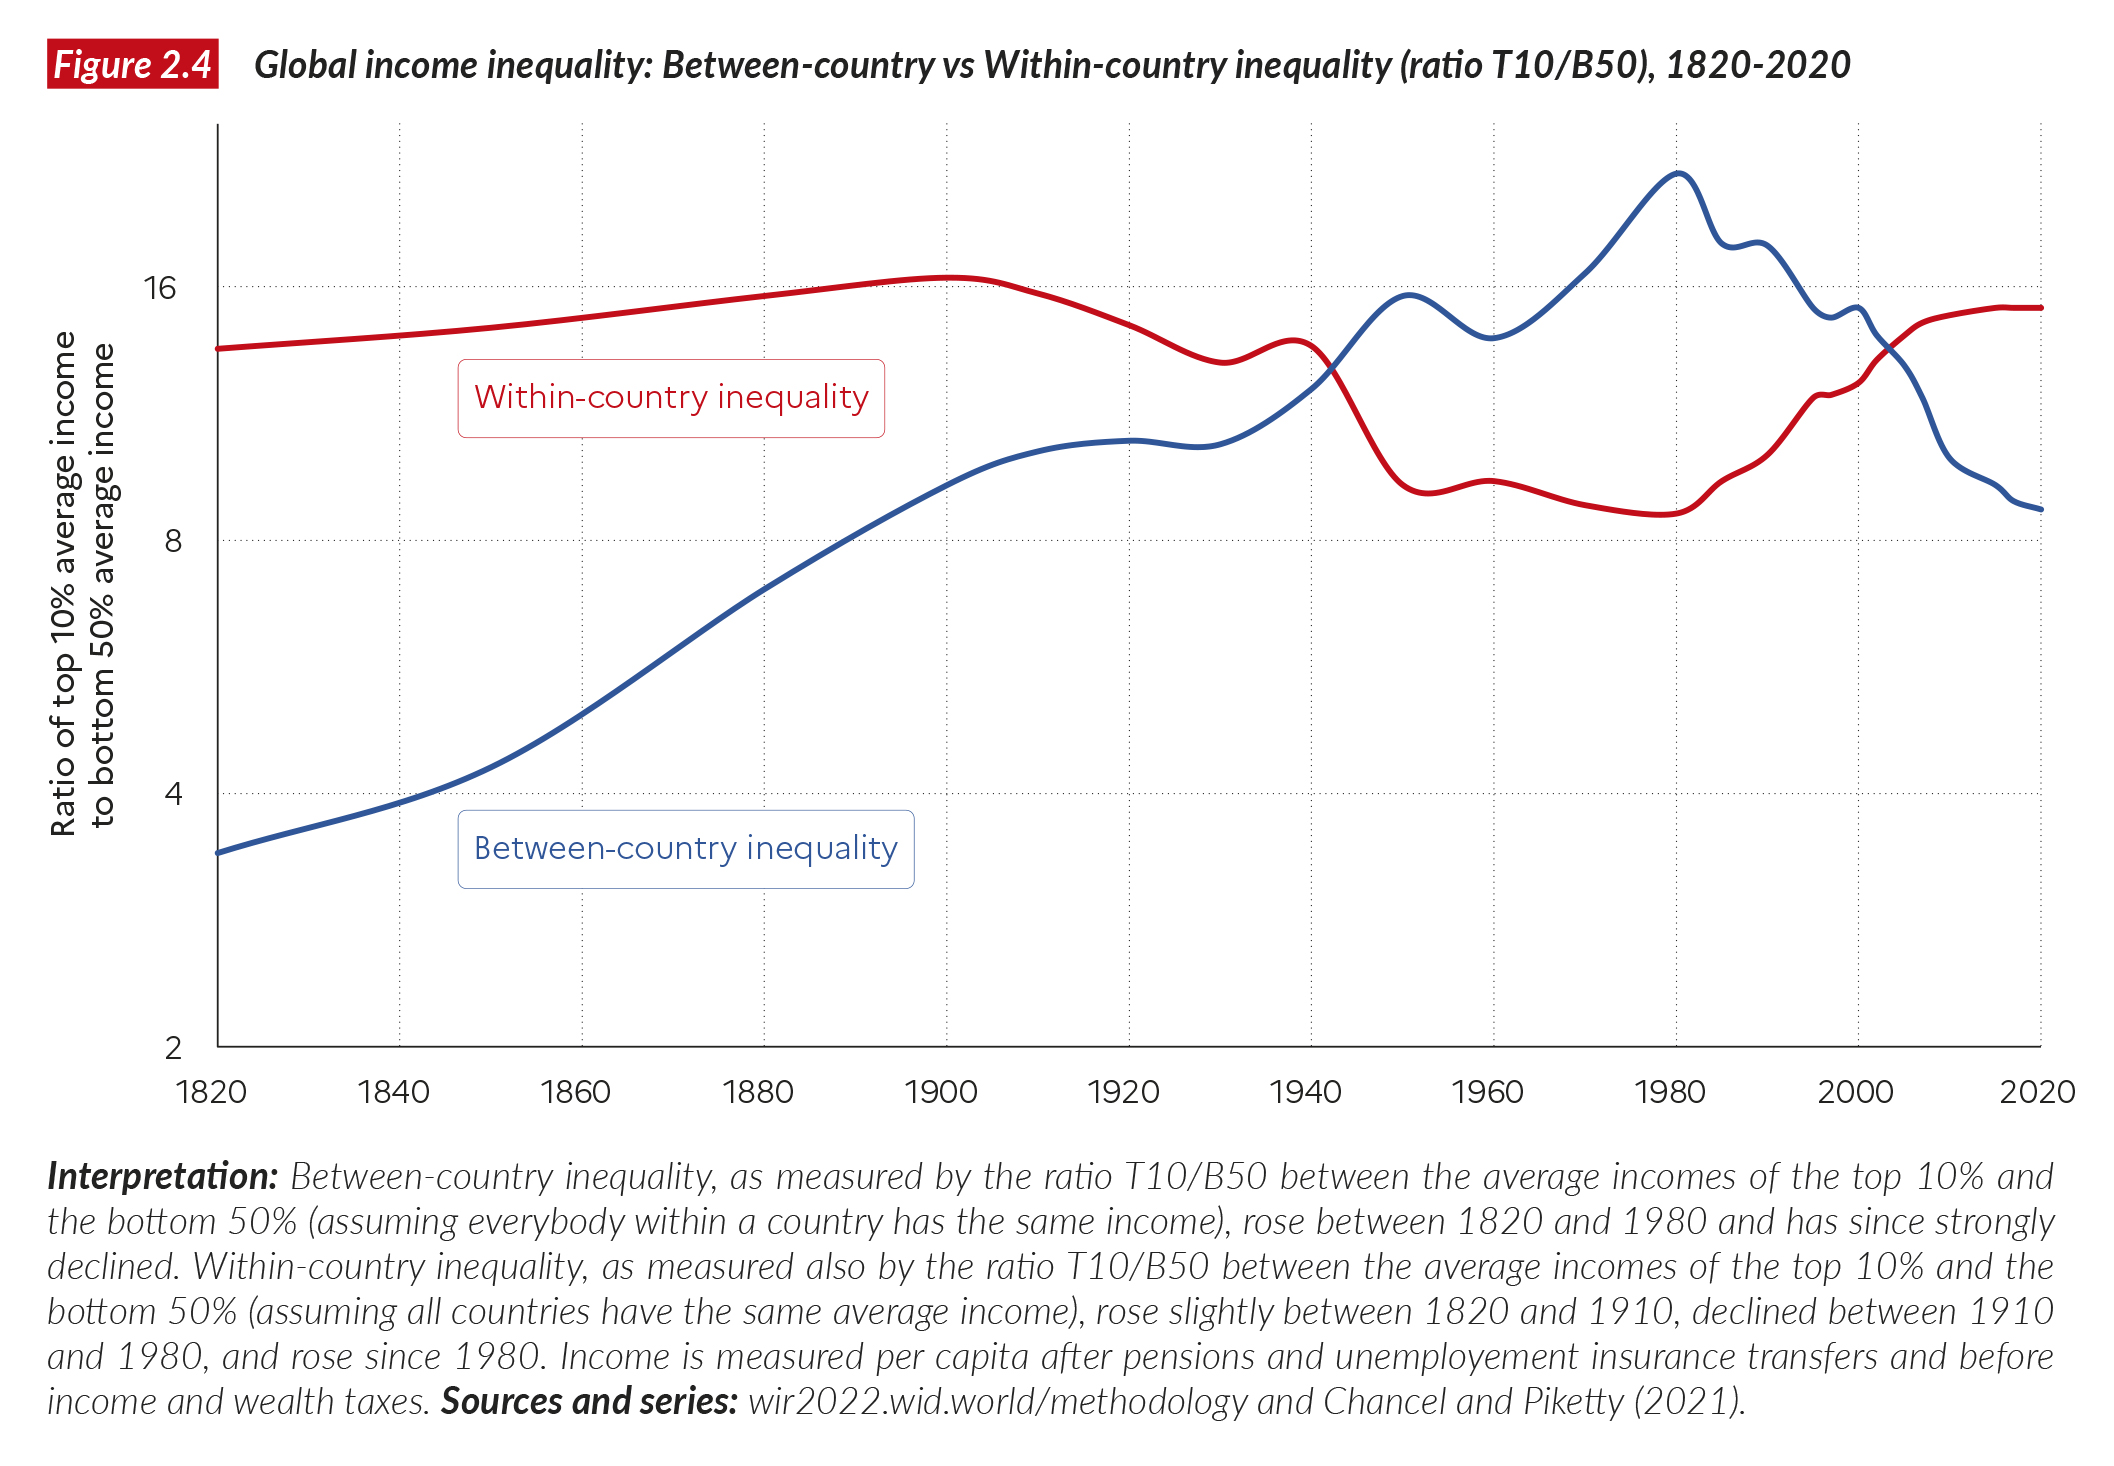 Figure 2.4 Global income inequality: Between-country vs Within-country inequality (ratio T10/B50), 1820-2020
Ratio of top 10% average income
to bottom 50% average income
16
8
4
2
Within-country inequality
Between-country inequality
1820 1840 1860 1880 1900 1920 1940 1960 1980 2000 2020
Interpretation: Between-country inequality, as measured by the ratio T10/B50 between the average incomes of the top 10% and
the bottom 50% (assuming everybody within a country has the same income), rose between 1820 and 1980 and has since strongly
declined. Within-country inequality, as measured also by the ratio T10/B50 between the average incomes of the top 10% and the
bottom 50% (assuming all countries have the same average income), rose slightly between 1820 and 1910, declined between 1910
and 1980, and rose since 1980. Income is measured per capita after pensions and unemployement insurance transfers and before
income and wealth taxes. Sources and series: wir2022.wid.world/methodology and Chancel and Piketty (2021).